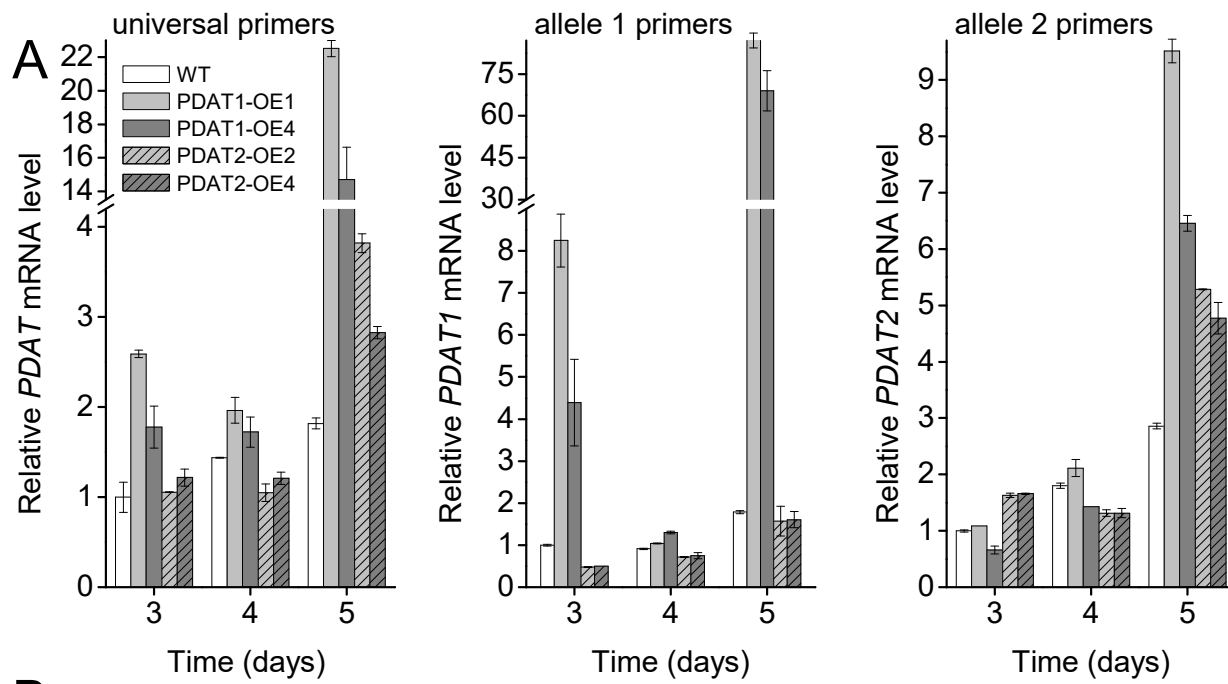 A
universal primers
allele 1 primers
allele 2 primers
Relative PDAT mRNA level
22
20
18
16
14
4
3
2
1
0
WT
PDAT1-OE1
PDAT1-OE4
PDAT2-OE2
PDAT2-OE4
3 4 5
Time (days)
Relative PDAT1 mRNA level
75
60
45
30
8
7
6
5
4
3
2
1
0
3 4 5
Time (days)
Relative PDAT2 mRNA level
9
8
7
6
5
4
3
2
1
0
3 4 5
Time (days)